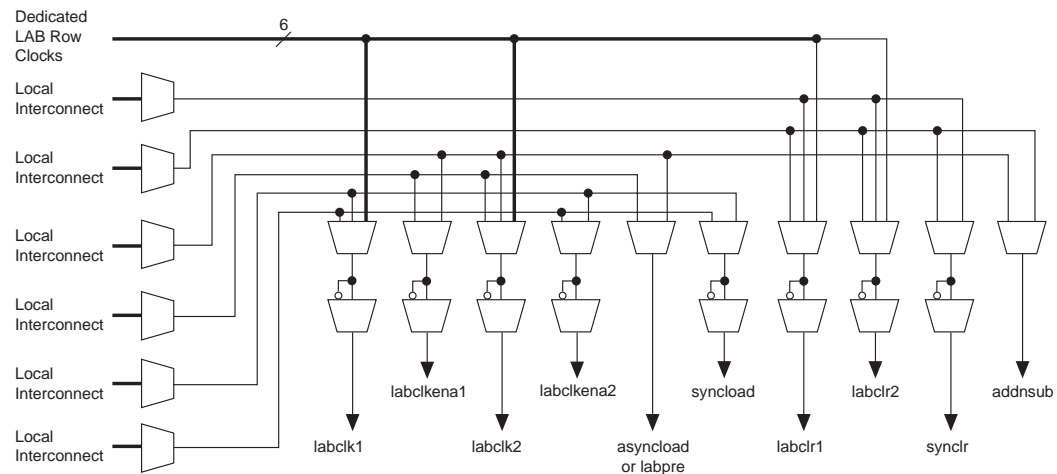 Dedicated
LAB Row
Clocks
6
Local
Interconnect
Local
Interconnect
Local
Interconnect
Local
Interconnect
Local
Interconnect
Local
Interconnect
labclkena1
labclkena2
syncload
labclr2
addnsub
labclk1
labclk2
asyncload
or labpre
labclr1
synclr